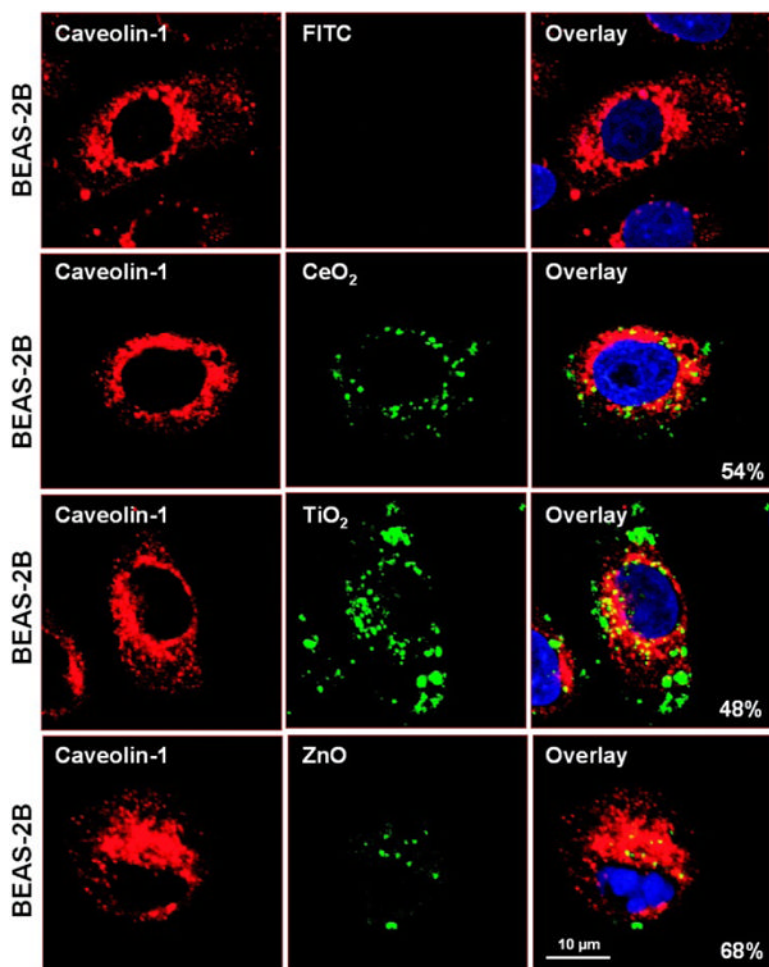 BEAS-2B
Caveolin-1
FITC
Overlay
BEAS-2B
Caveolin-1
CeO₂
Overlay
54%
BEAS-2B
Caveolin-1
TiO₂
Overlay
48%
BEAS-2B
Caveolin-1
ZnO
Overlay
10 µm
68%